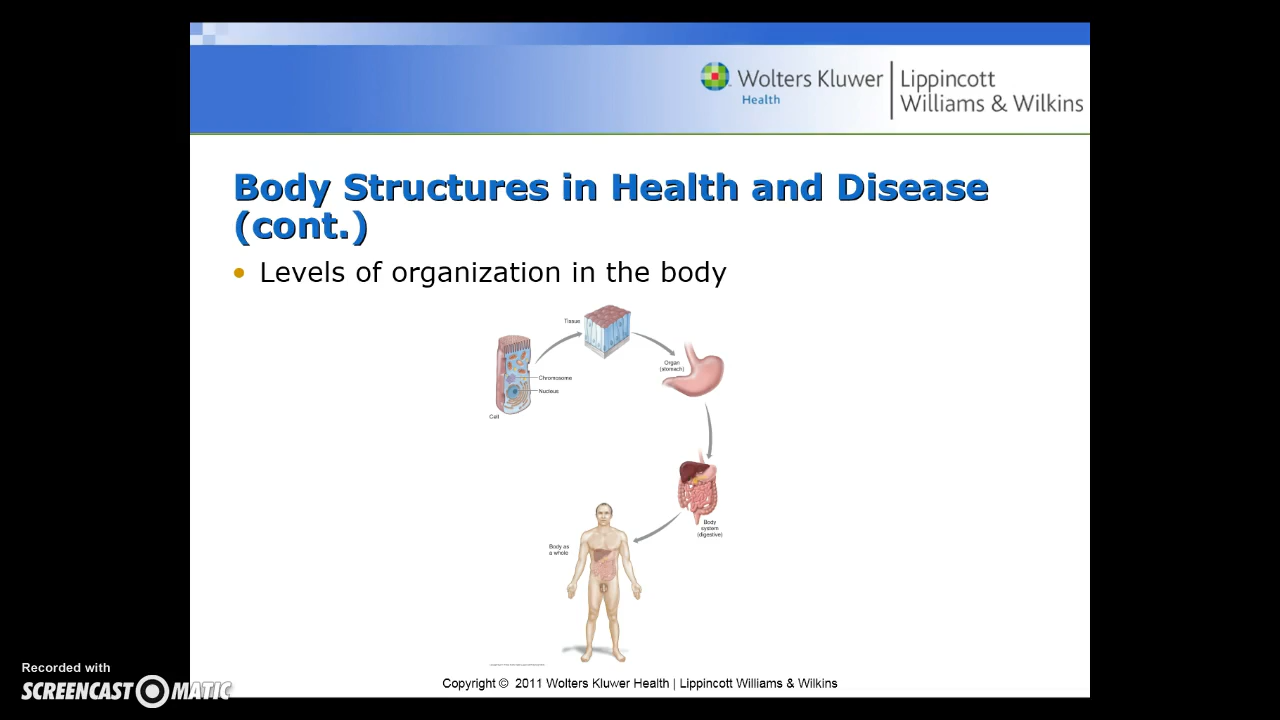 Wolters Kluwer
Health
Lippincott
Williams & Wilkins
Body Structures in Health and Disease
(cont.)
• Levels of organization in the body
Tissue
Organ
(stomach)
Chromosome
Nucleus
Cell
Body
system
(digestive)
Body as
a whole
Recorded with
SCREENCAST MATIC
Copyright © 2011 Wolters Kluwer Health | Lippincott Williams & Wilkins